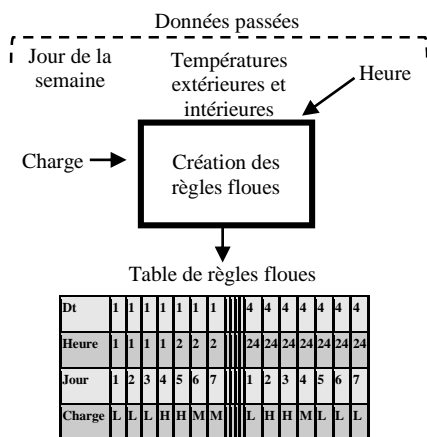 Données passées
Jour de la semaine
Températures extérieures et intérieures
Heure
Charge
Création des règles floues
Table de règles floues
Dt 1 1 1 1 1 1 1 4 4 4 4 4 4 4
Heure 1 1 1 1 2 2 2 24 24 24 24 24 24 24
Jour 1 2 3 4 5 6 7 1 2 3 4 5 6 7
Charge L L L H H M M L H H M L L L